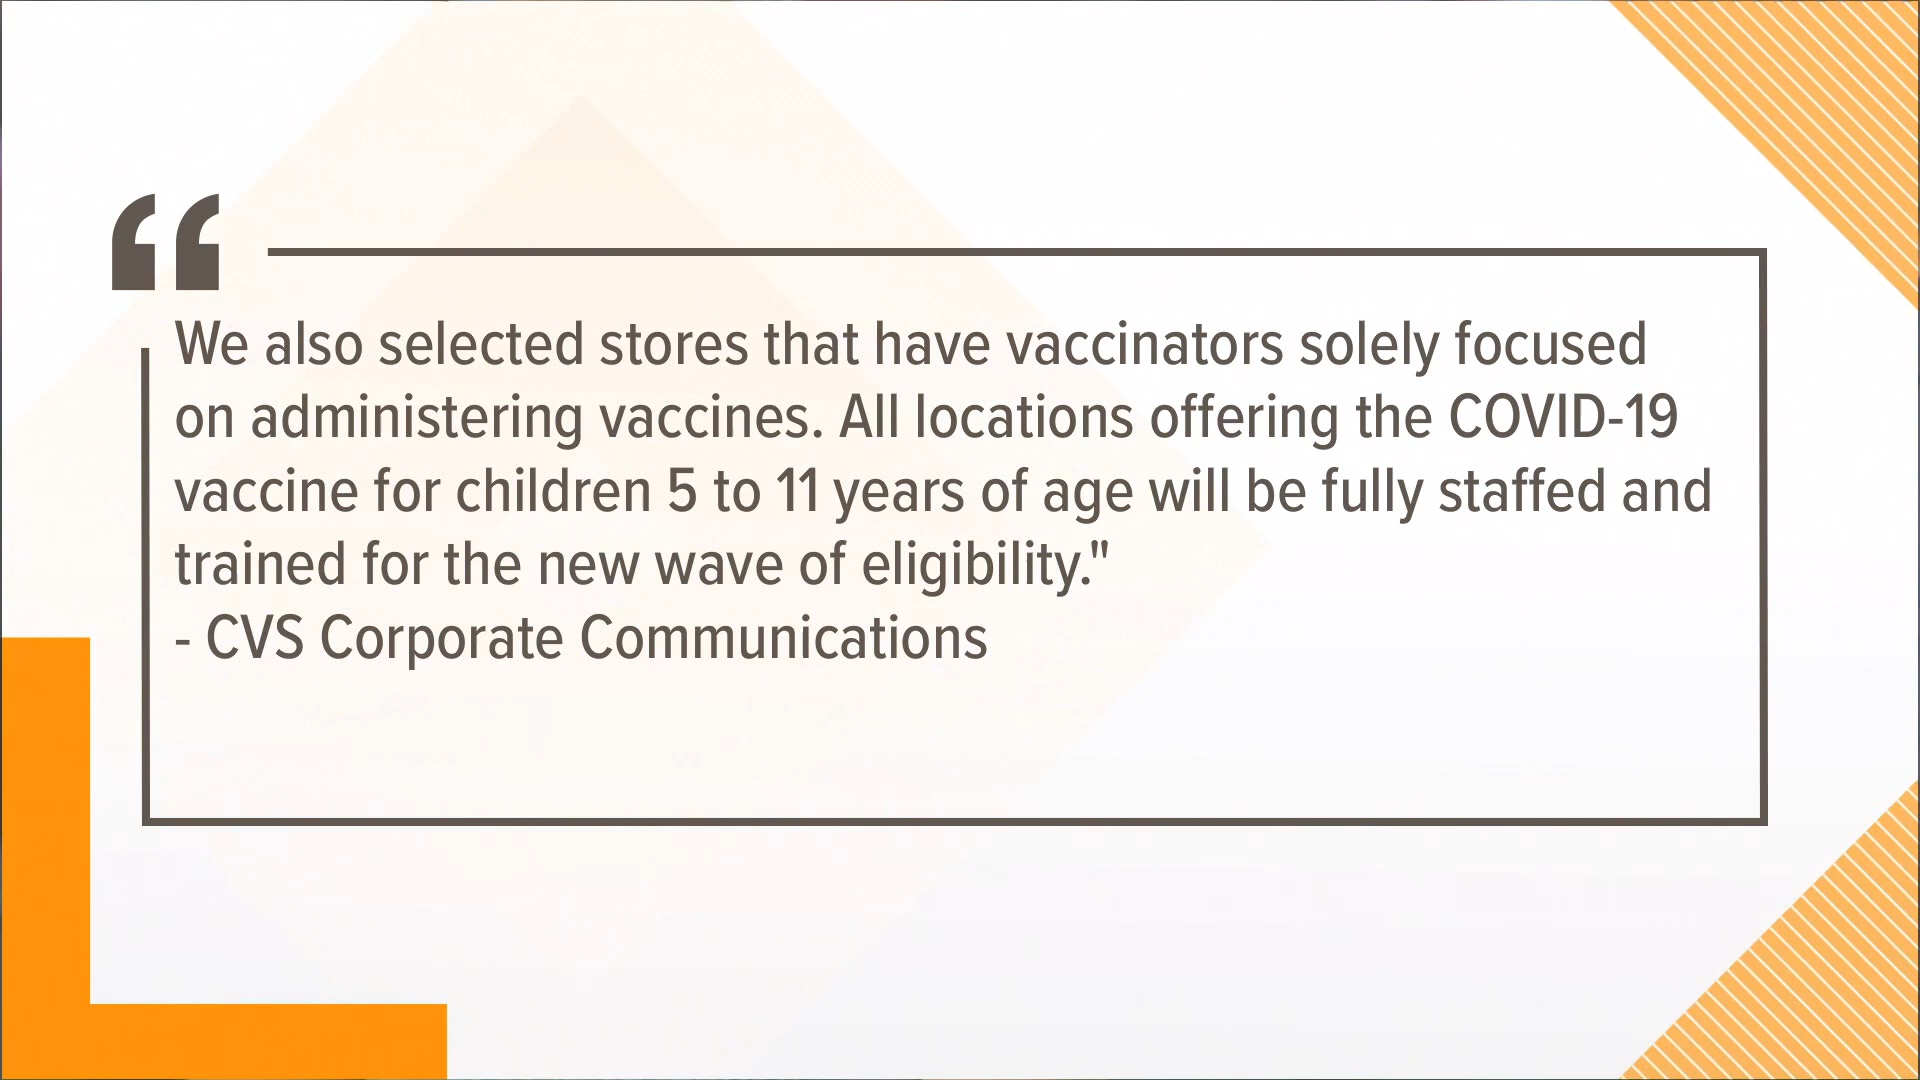 “
We also selected stores that have vaccinators solely focused
on administering vaccines. All locations offering the COVID-19
vaccine for children 5 to 11 years of age will be fully staffed and
trained for the new wave of eligibility."
- CVS Corporate Communications